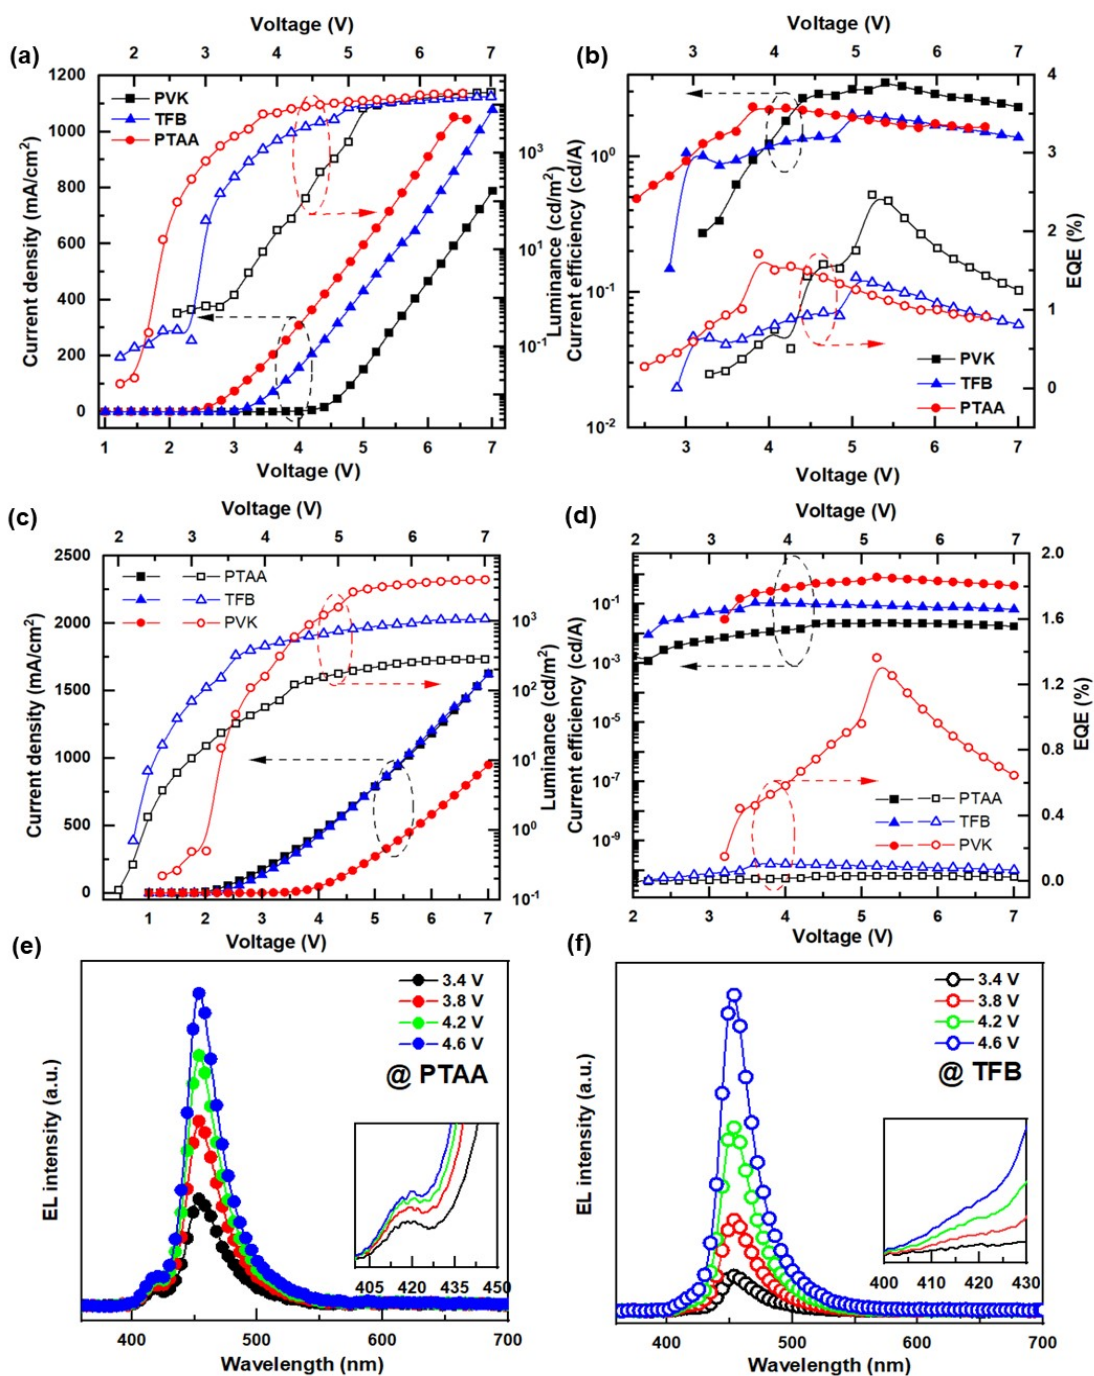 (a)
Voltage (V)
2 3 4 5 6 7
1200
1000
800
600
400
200
0
Current density (mA/cm²)
PVK
TFB
PTAA
10³
10¹
10⁻¹
Luminance (cd/m²)
1 2 3 4 5 6 7
Voltage (V)
(b)
Voltage (V)
3 4 5 6 7
10⁰
10⁻¹
10⁻²
Current efficiency (cd/A)
4
3
2
1
0
EQE (%)
PVK
TFB
PTAA
3 4 5 6 7
Voltage (V)
(c)
Voltage (V)
2 3 4 5 6 7
2500
2000
1500
1000
500
0
Current density (mA/cm²)
PTAA
TFB
PVK
10³
10²
10¹
10⁰
10⁻¹
Luminance (cd/m²)
0 1 2 3 4 5 6 7
Voltage (V)
(d)
Voltage (V)
2 3 4 5 6 7
10⁻¹
10⁻³
10⁻⁵
10⁻⁷
10⁻⁹
Current efficiency (cd/A)
2.0
1.6
1.2
0.8
0.4
0.0
EQE (%)
PTAA
TFB
PVK
2 3 4 5 6 7
Voltage (V)
(e)
EL intensity (a.u.)
3.4 V
3.8 V
4.2 V
4.6 V
@ PTAA
405 420 435 450
400 500 600 700
Wavelength (nm)
(f)
EL intensity (a.u.)
3.4 V
3.8 V
4.2 V
4.6 V
@ TFB
400 410 420 430
400 500 600 700
Wavelength (nm)